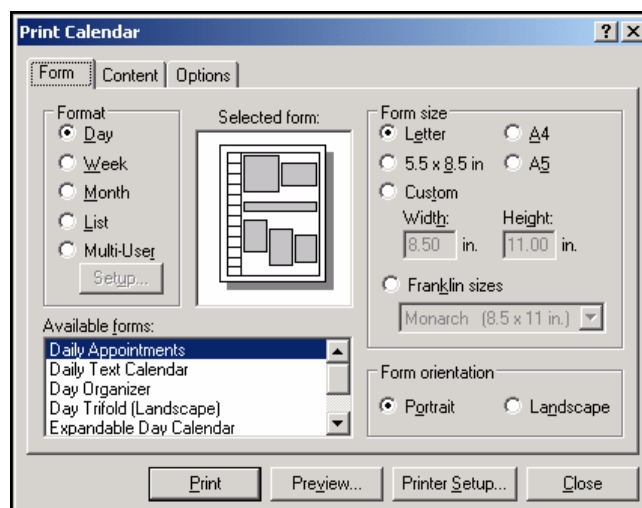 Print Calendar
Form Content Options
Format
Day
Week
Month
List
Multi-User
Setup...
Selected form:
Form size
Letter A4
5.5 x 8.5 in A5
Custom
Width: Height:
8.50 in. 11.00 in.
Franklin sizes
Monarch (8.5 x 11 in.)
Available forms:
Daily Appointments
Daily Text Calendar
Day Organizer
Day Trifold (Landscape)
Expandable Day Calendar
Form orientation
Portrait Landscape
Print Preview... Printer Setup... Close